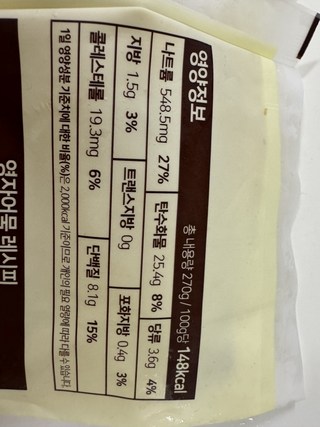 영양정보
총 내용량 270g / 100g당 148kcal
나트륨 548.5mg 27% 탄수화물 25.4g 8% 당류 3.6g 4%
지방 1.5g 3% 트랜스지방 0g 포화지방 0.4g 3%
콜레스테롤 19.3mg 6% 단백질 8.1g 15%
1일 영양성분 기준치에 대한 비율(%)은 2,000kcal 기준이므로 개인의 필요 열량에 따라 다를 수 있습니다.
영자어묵 레시피